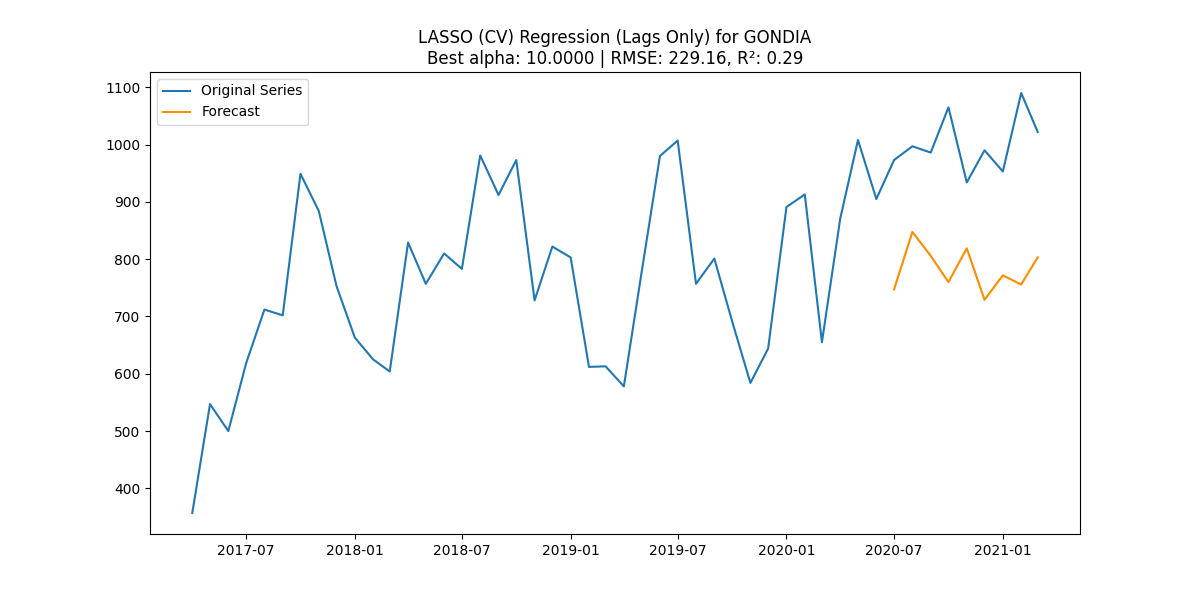 LASSO (CV) Regression (Lags Only) for GONDIA
Best alpha: 10.0000 | RMSE: 229.16, R²: 0.29
Original Series
Forecast
1100
1000
900
800
700
600
500
400
2017-07 2018-01 2018-07 2019-01 2019-07 2020-01 2020-07 2021-01